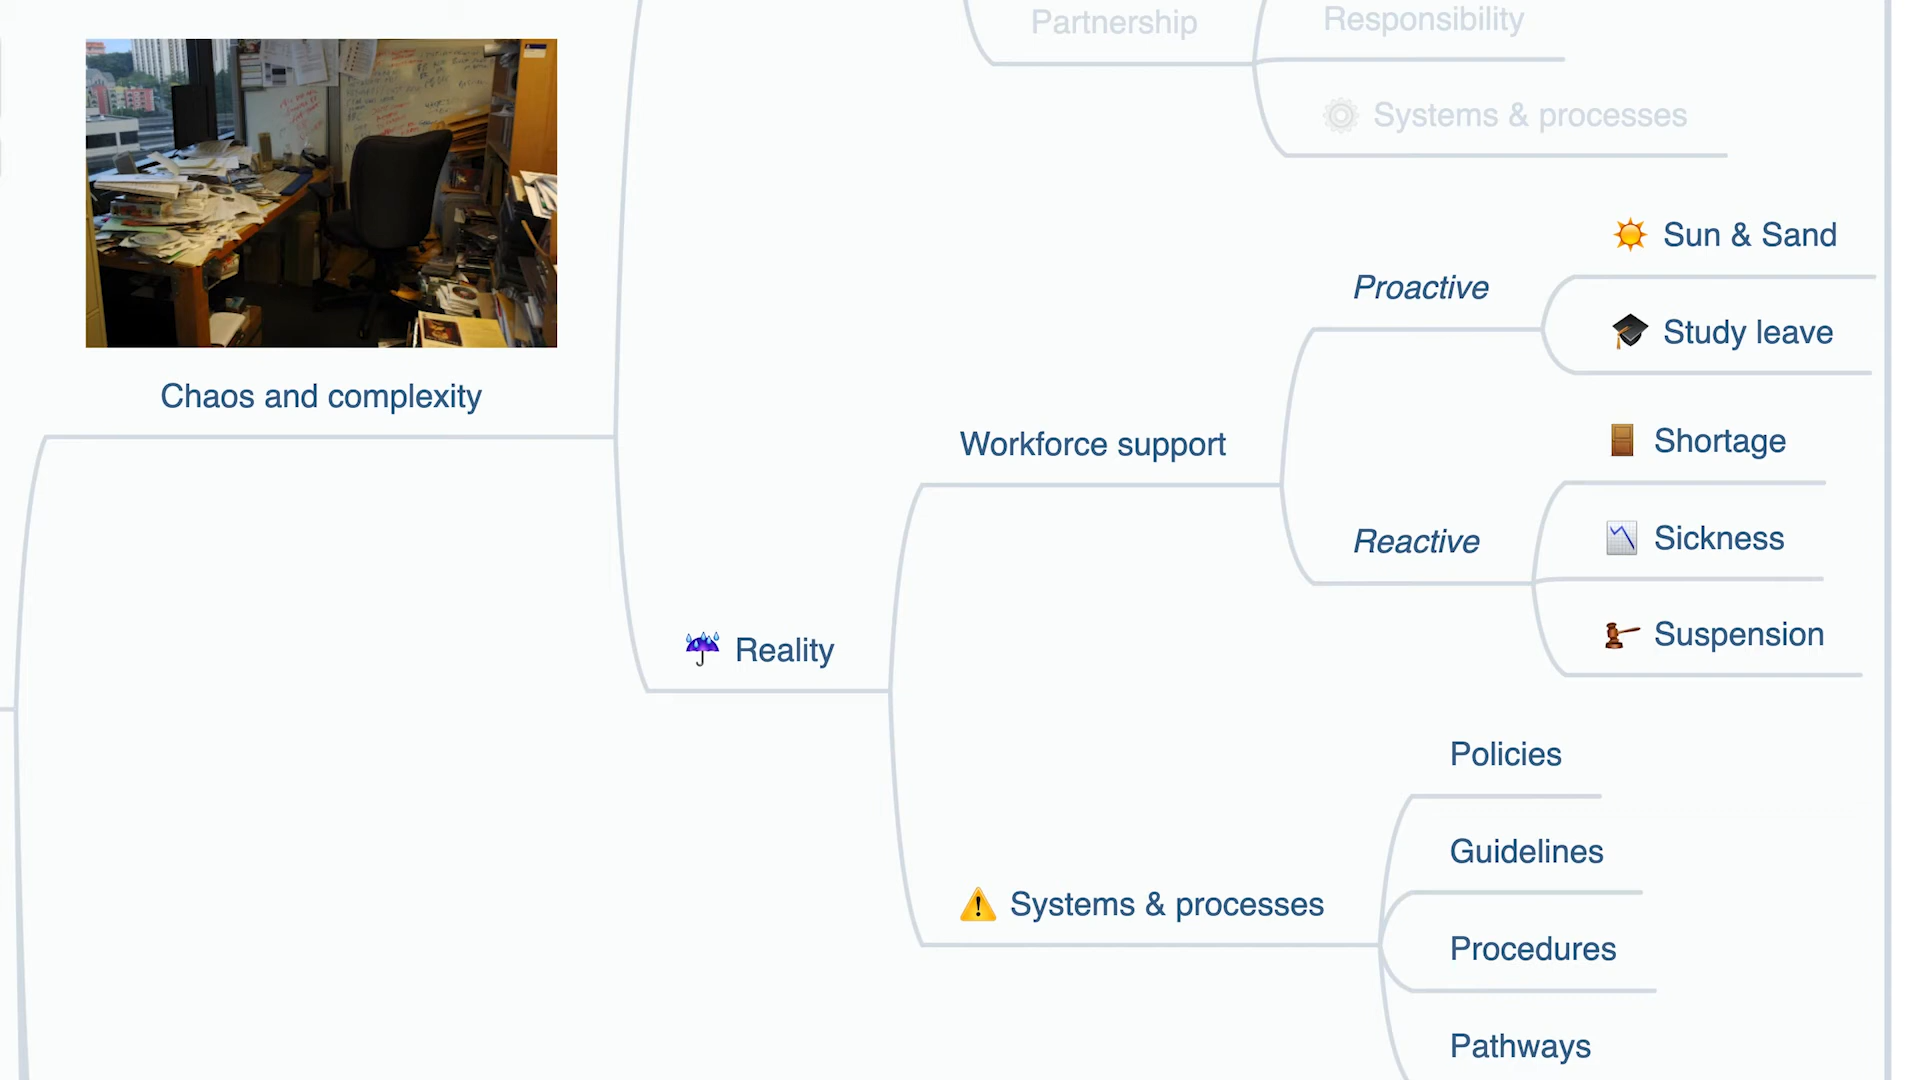 Partnership
Responsibility
Systems & processes
Chaos and complexity
Reality
Workforce support
Proactive
Sun & Sand
Study leave
Reactive
Shortage
Sickness
Suspension
Systems & processes
Policies
Guidelines
Procedures
Pathways